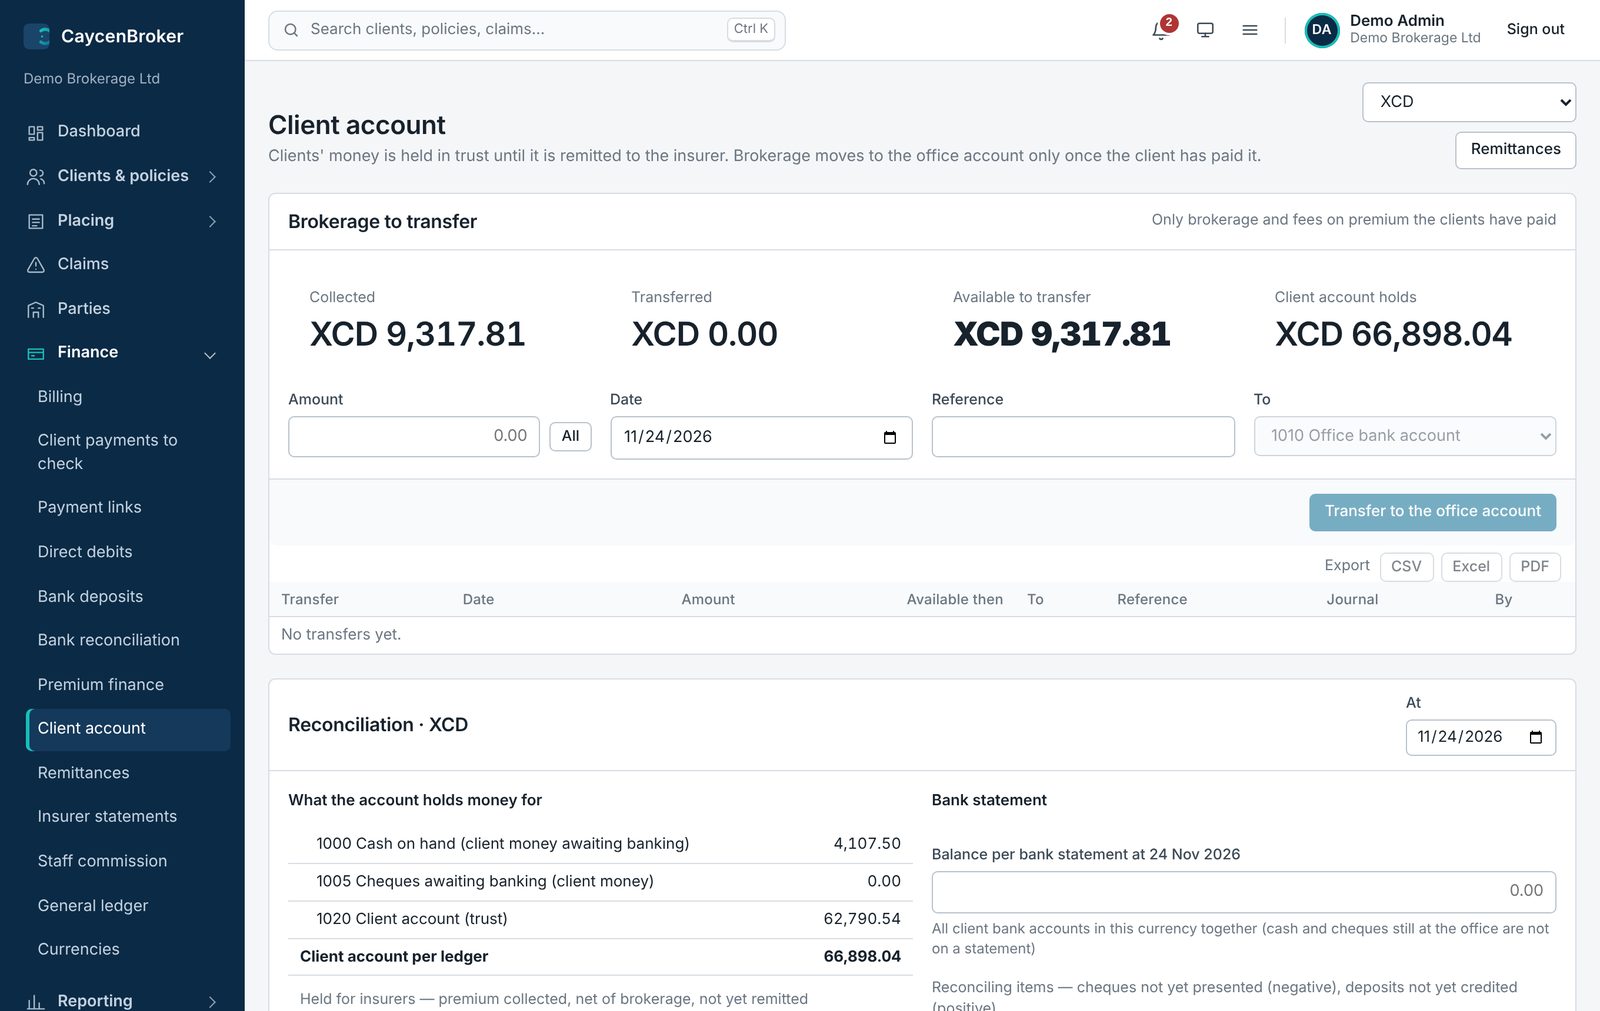 CaycenBroker
Demo Brokerage Ltd
Dashboard
Clients & policies
Placing
Claims
Parties
Finance
Billing
Client payments to
check
Payment links
Direct debits
Bank deposits
Bank reconciliation
Premium finance
Client account
Remittances
Insurer statements
Staff commission
General ledger
Currencies
Reporting
Search clients, policies, claims...
Ctrl K
2
DA
Demo Admin
Demo Brokerage Ltd
Sign out
XCD
Client account
Clients' money is held in trust until it is remitted to the insurer. Brokerage moves to the office account only once the client has paid it.
Remittances
Brokerage to transfer
Only brokerage and fees on premium the clients have paid
Collected Transferred Available to transfer Client account holds
XCD 9,317.81 XCD 0.00 XCD 9,317.81 XCD 66,898.04
Amount Date Reference To
0.00 All 11/24/2026 1010 Office bank account
Transfer to the office account
Export CSV Excel PDF
Transfer Date Amount Available then To Reference Journal By
No transfers yet.
Reconciliation · XCD
At
11/24/2026
What the account holds money for
1000 Cash on hand (client money awaiting banking) 4,107.50
1005 Cheques awaiting banking (client money) 0.00
1020 Client account (trust) 62,790.54
Client account per ledger 66,898.04
Held for insurers — premium collected, net of brokerage, not yet remitted
Bank statement
Balance per bank statement at 24 Nov 2026
0.00
All client bank accounts in this currency together (cash and cheques still at the office are not
on a statement)
Reconciling items — cheques not yet presented (negative), deposits not yet credited
(positive)